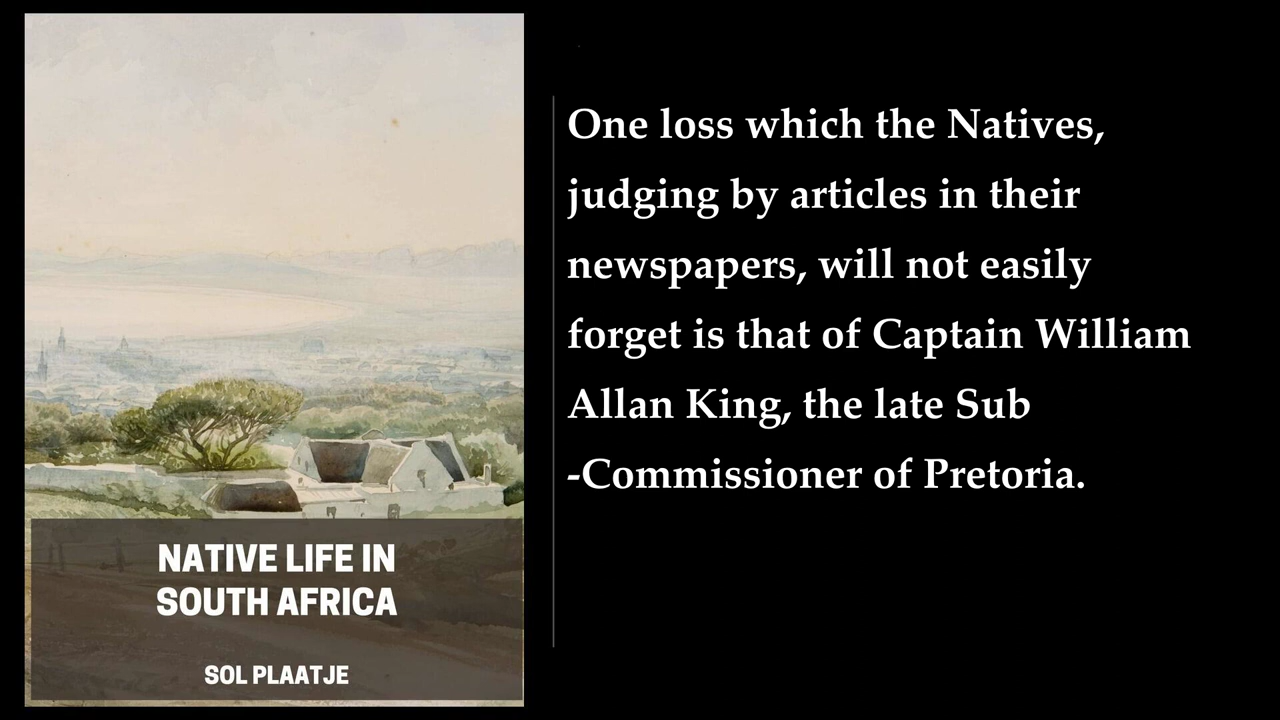 NATIVE LIFE IN
SOUTH AFRICA
SOL PLAATJE
One loss which the Natives,
judging by articles in their
newspapers, will not easily
forget is that of Captain William
Allan King, the late Sub
-Commissioner of Pretoria.